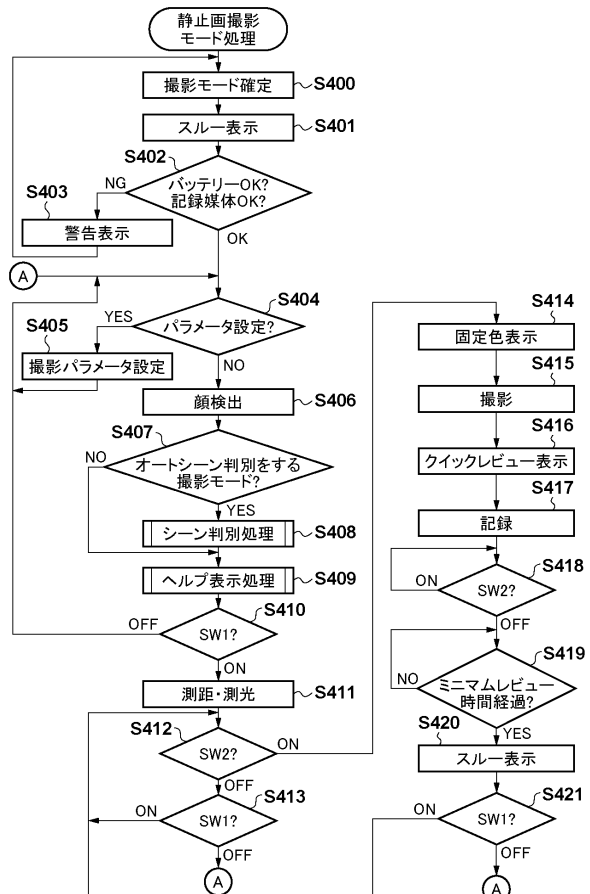 静止画撮影
モード処理
撮影モード確定
S400
スルー表示
S401
S402
バッテリーOK?
記録媒体OK?
NG
S403
警告表示
OK
A
S404
パラメータ設定?
YES
S405
撮影パラメータ設定
NO
顔検出
S406
S407
オートシーン判別をする
撮影モード?
NO
YES
シーン判別処理
S408
ヘルプ表示処理
S409
S410
SW1?
OFF
ON
測距・測光
S411
S412
SW2?
ON
OFF
S413
SW1?
ON
OFF
A
S414
固定色表示
S415
撮影
S416
クイックレビュー表示
S417
記録
S418
SW2?
ON
OFF
S419
ミニマムレビュー
時間経過?
NO
YES
S420
スルー表示
S421
SW1?
ON
OFF
A